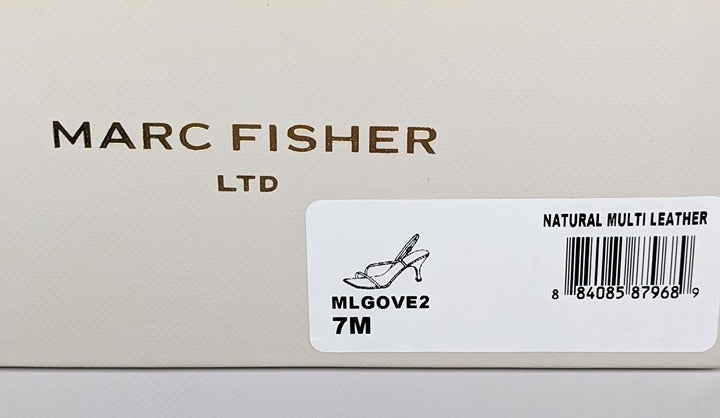 MARC FISHER
LTD
NATURAL MULTI LEATHER
8 84085 87968 9
MLGOVE2
7M